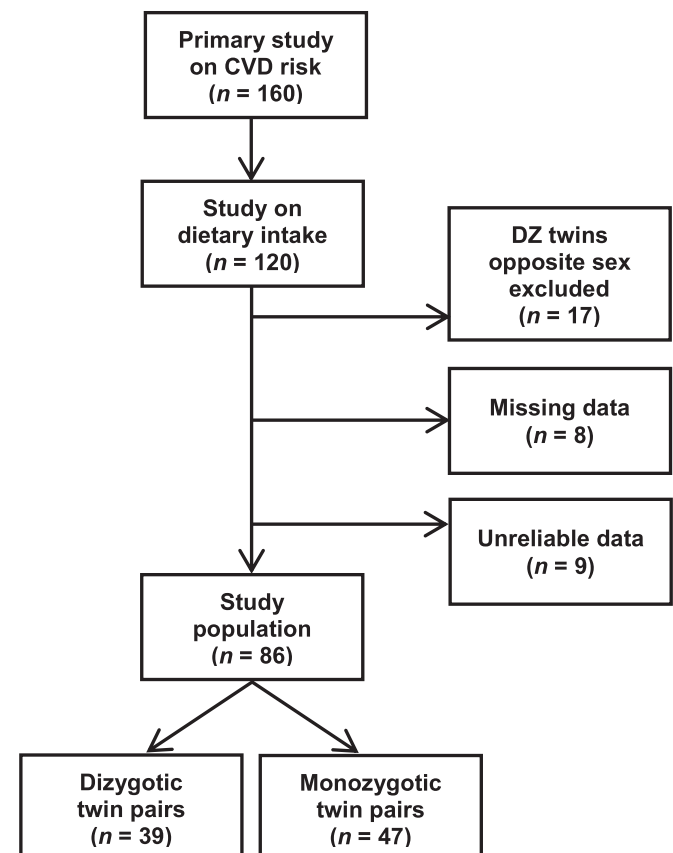 Primary study
on CVD risk
(n = 160)
Study on
dietary intake
(n = 120)
DZ twins
opposite sex
excluded
(n = 17)
Missing data
(n = 8)
Unreliable data
(n = 9)
Study
population
(n = 86)
Dizygotic
twin pairs
(n = 39)
Monozygotic
twin pairs
(n = 47)